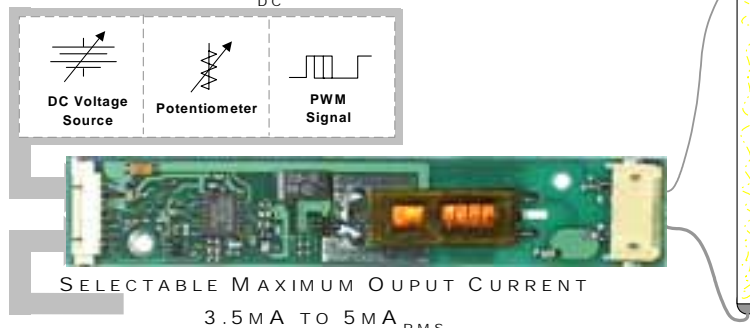 DC
DC Voltage
Source
Potentiometer
PWM
Signal
SELECTABLE MAXIMUM OUPUT CURRENT
3.5MA TO 5MA RMS